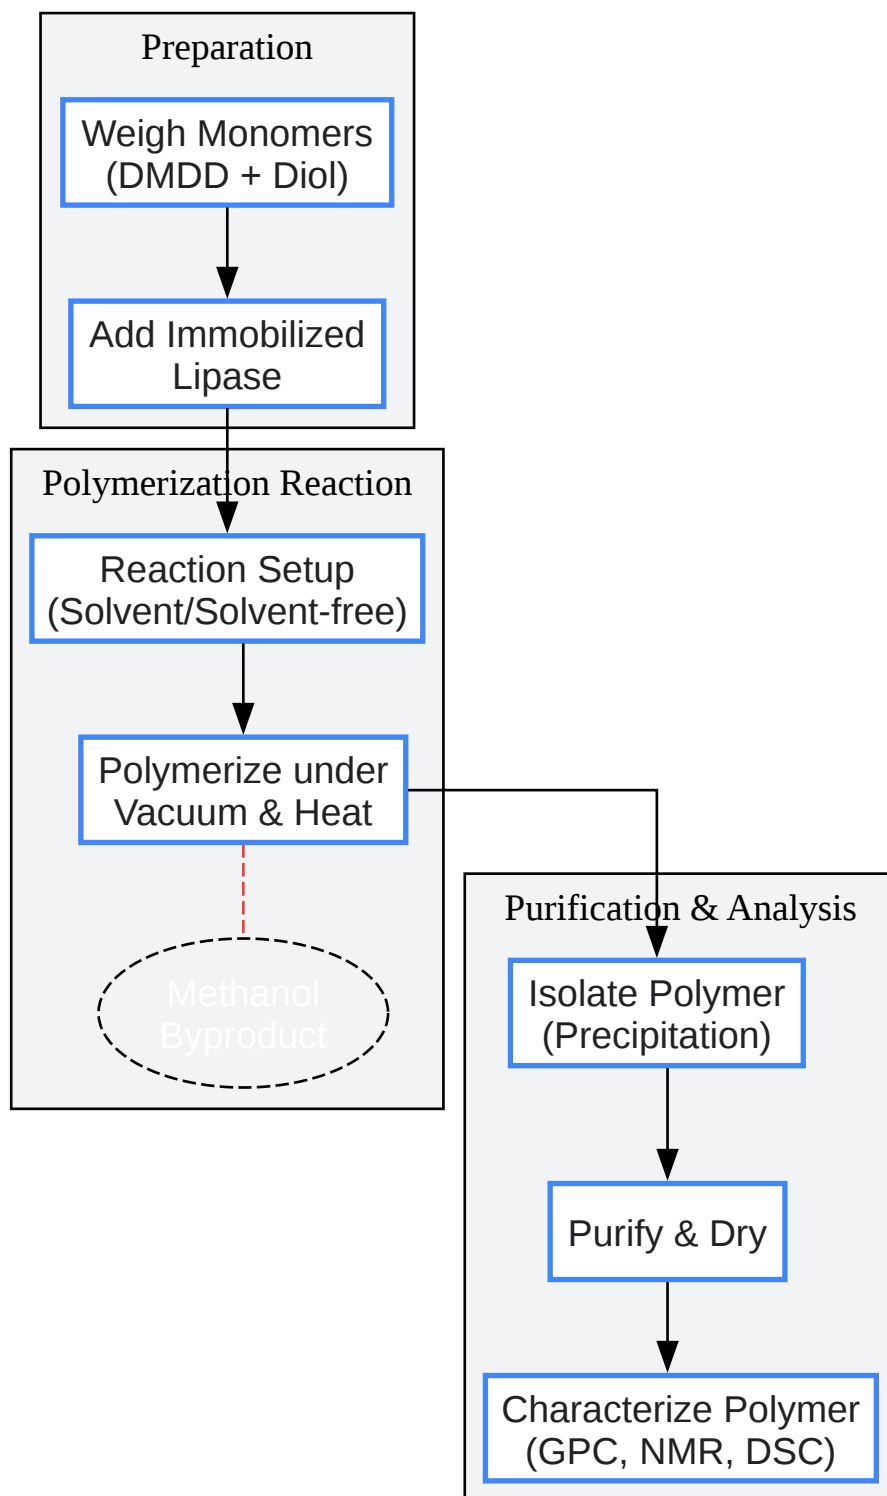 Preparation
Weigh Monomers
(DMDD + Diol)
Add Immobilized
Lipase
Polymerization Reaction
Reaction Setup
(Solvent/Solvent-free)
Polymerize under
Vacuum & Heat
Methanol
Byproduct
Purification & Analysis
Isolate Polymer
(Precipitation)
Purify & Dry
Characterize Polymer
(GPC, NMR, DSC)